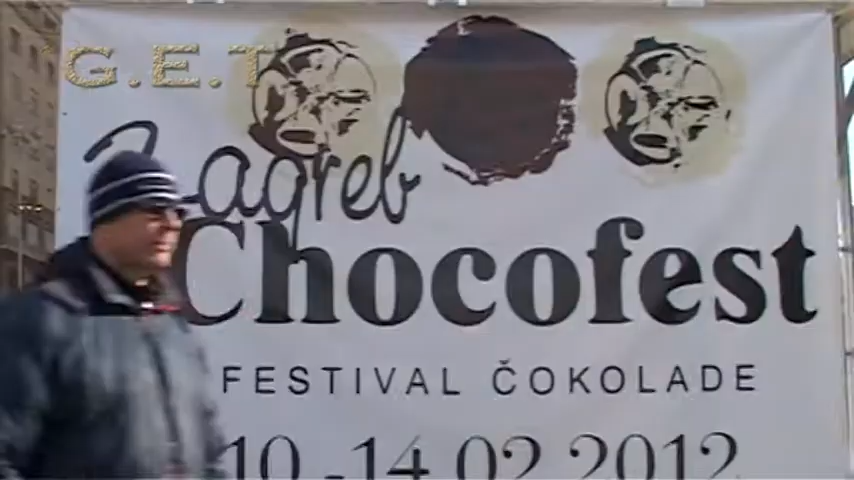 G.E.T
Zagreb
Chocofest
FESTIVAL ČOKOLADE
10.-14.02.2012